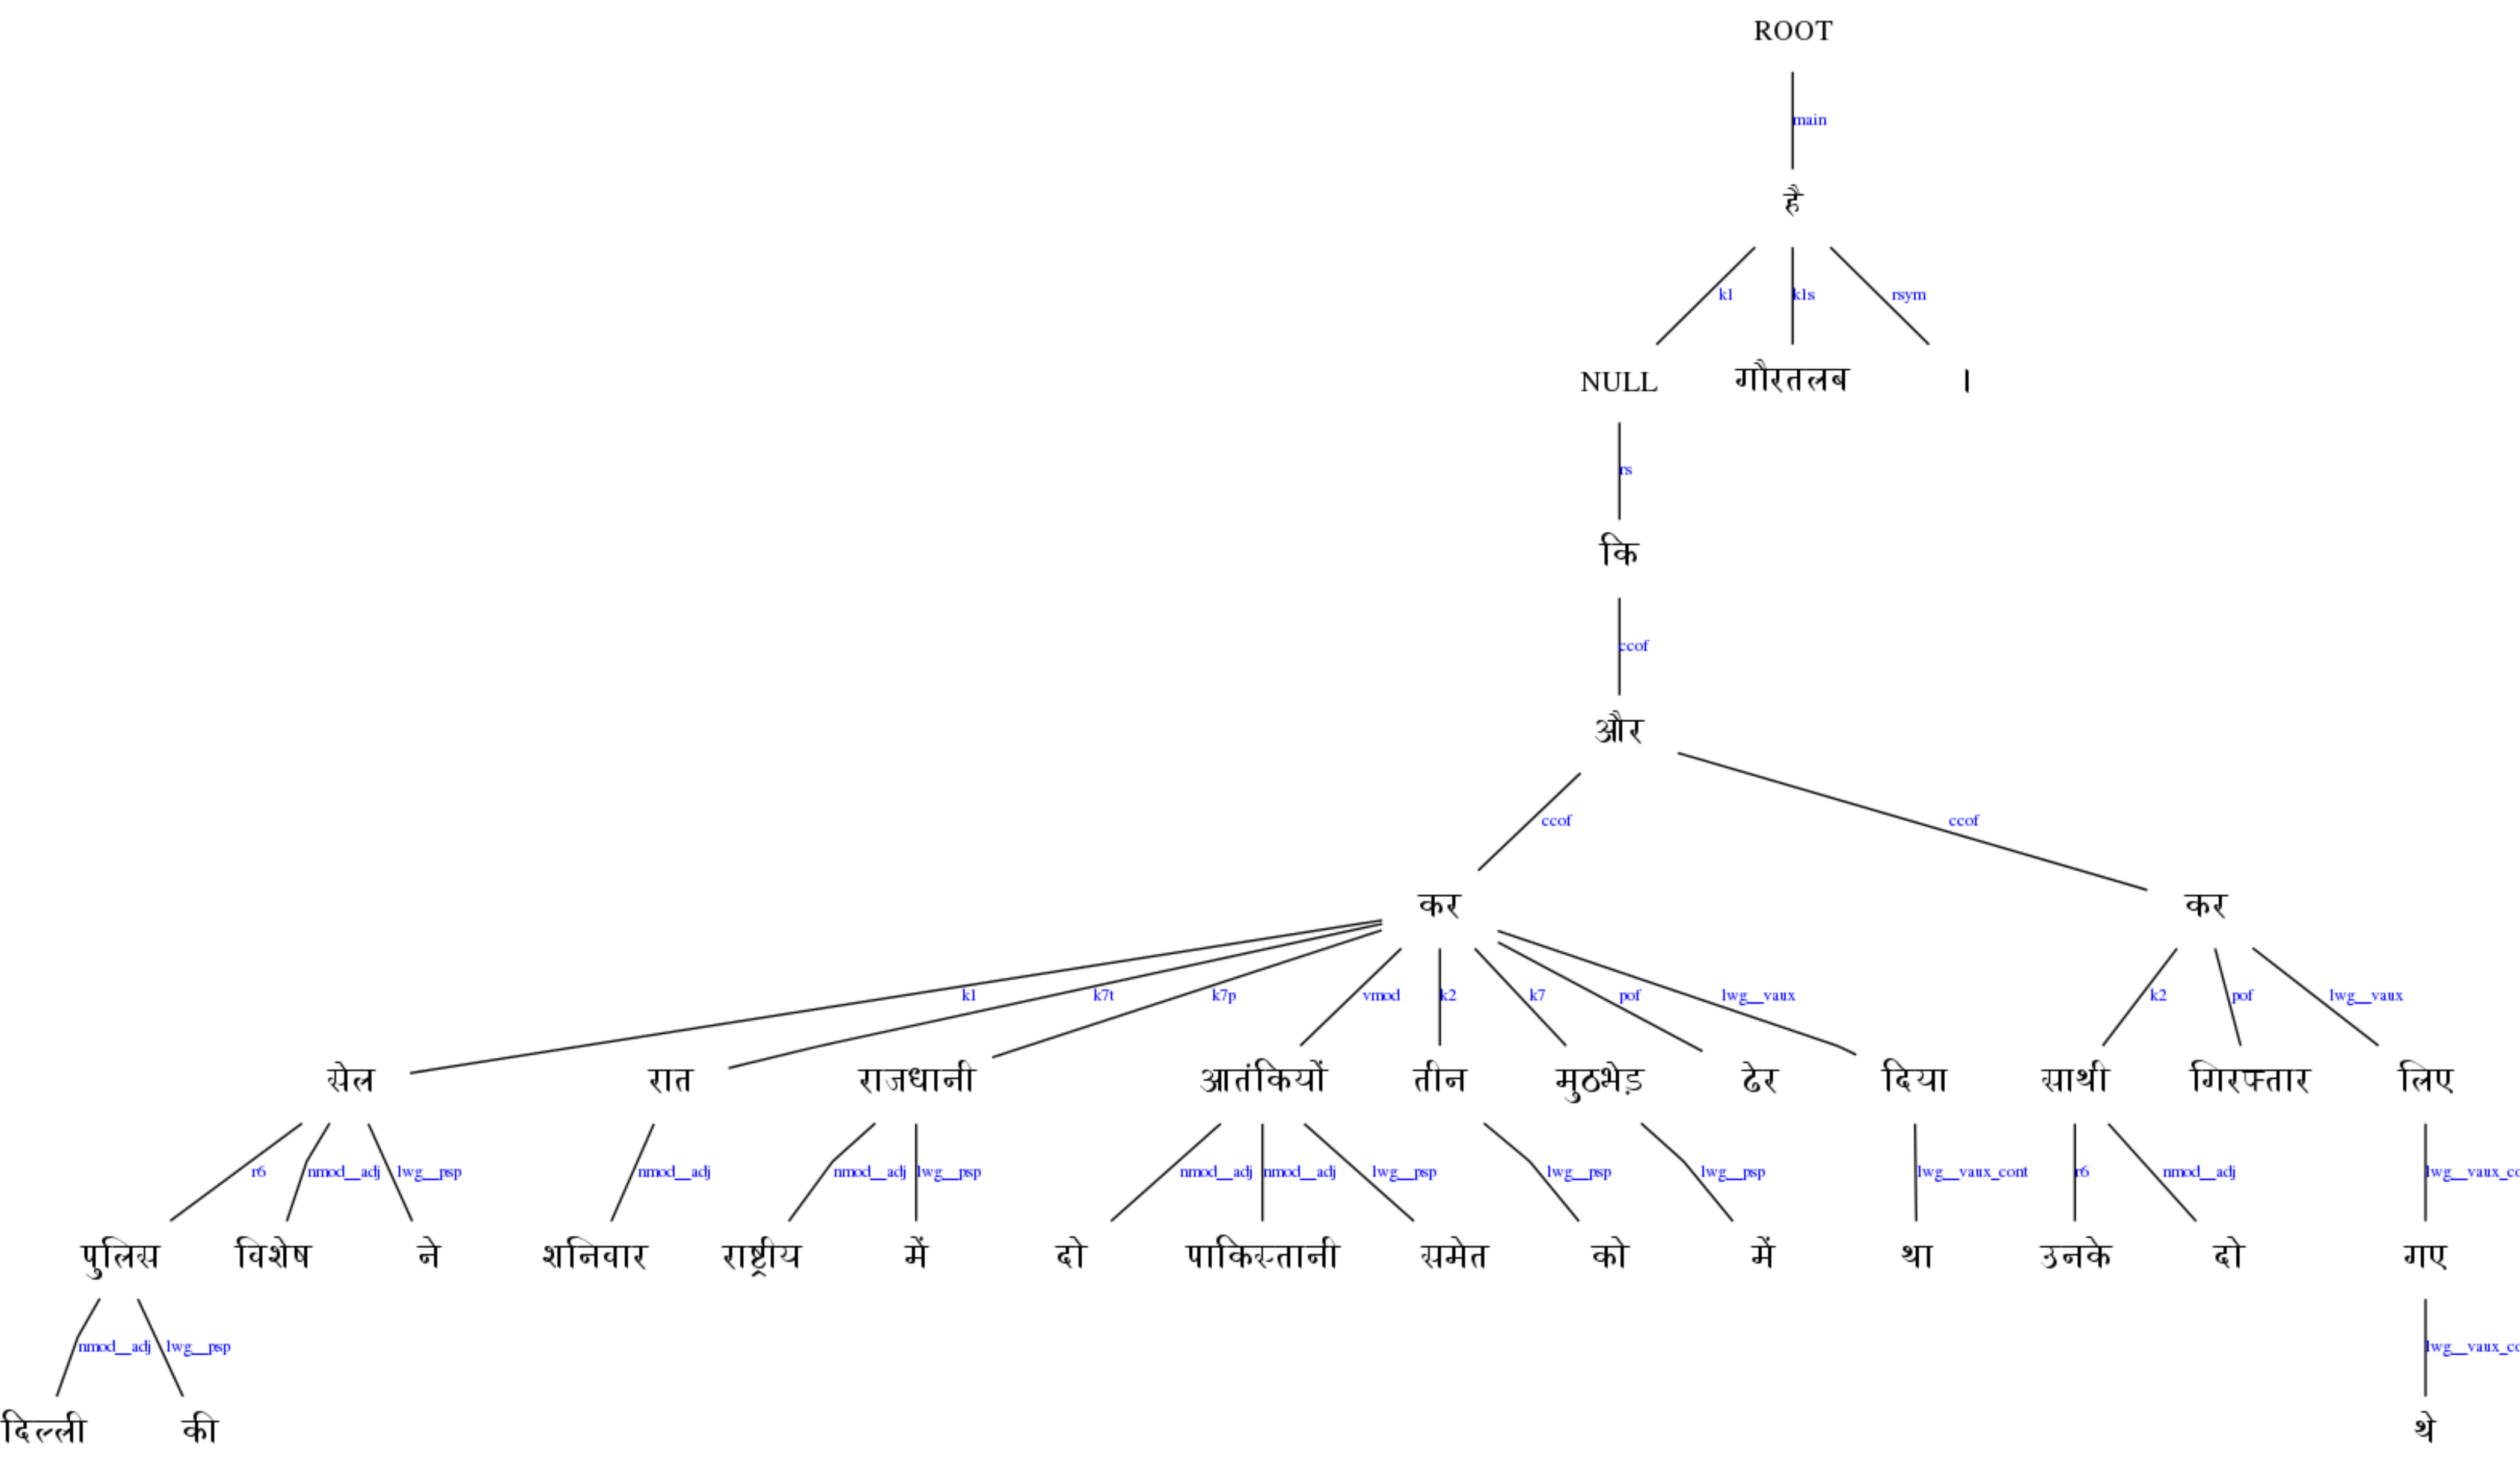 ROOT
main
है
k1 k1s rsym
NULL गौरतलब ।
rs
कि
ccof
और
ccof ccof
कर कर
k1 k7t k7p vmod k2 k7 pof lwg__vaux k2 pof lwg__vaux
सेल रात राजधानी आतंकियों तीन मुठभेड़ ढेर दिया साथी गिरफ्तार लिए
r6 nmod__adj lwg__psp nmod__adj nmod__adj lwg__psp nmod__adj nmod__adj lwg__psp lwg__psp lwg__psp lwg__vaux_cont r6 nmod__adj lwg__vaux_co
पुलिस विशेष ने शनिवार राष्ट्रीय में दो पाकिस्तानी समेत को में था उनके दो गए
nmod__adj lwg__psp lwg__vaux_co
दिल्ली की थे